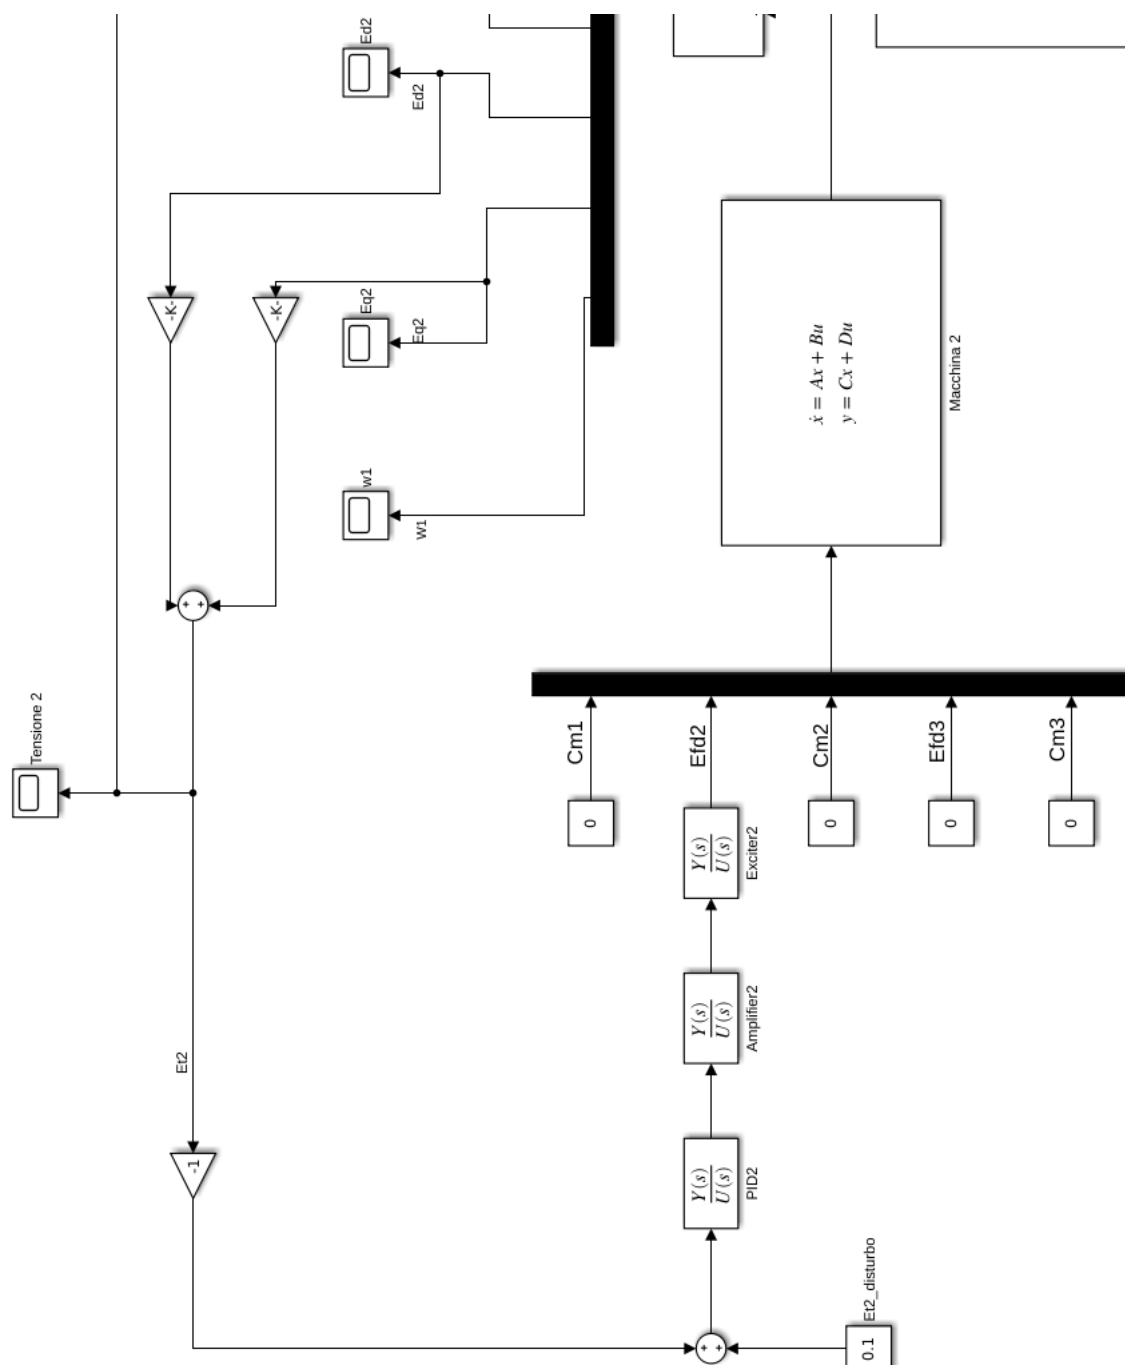 Ed2
Ed2
-K-
-K-
Eq2
Eq2
w1
W1
ẋ = Ax + Bu
y = Cx + Du
Macchina 2
Tensione 2
Cm1
Efd2
Cm2
Efd3
Cm3
0
0
0
0
Y(s)
U(s)
Exciter2
Y(s)
U(s)
Amplifier2
Et2
-1
Y(s)
U(s)
PID2
+ +
+ +
Et2_disturbo
0.1